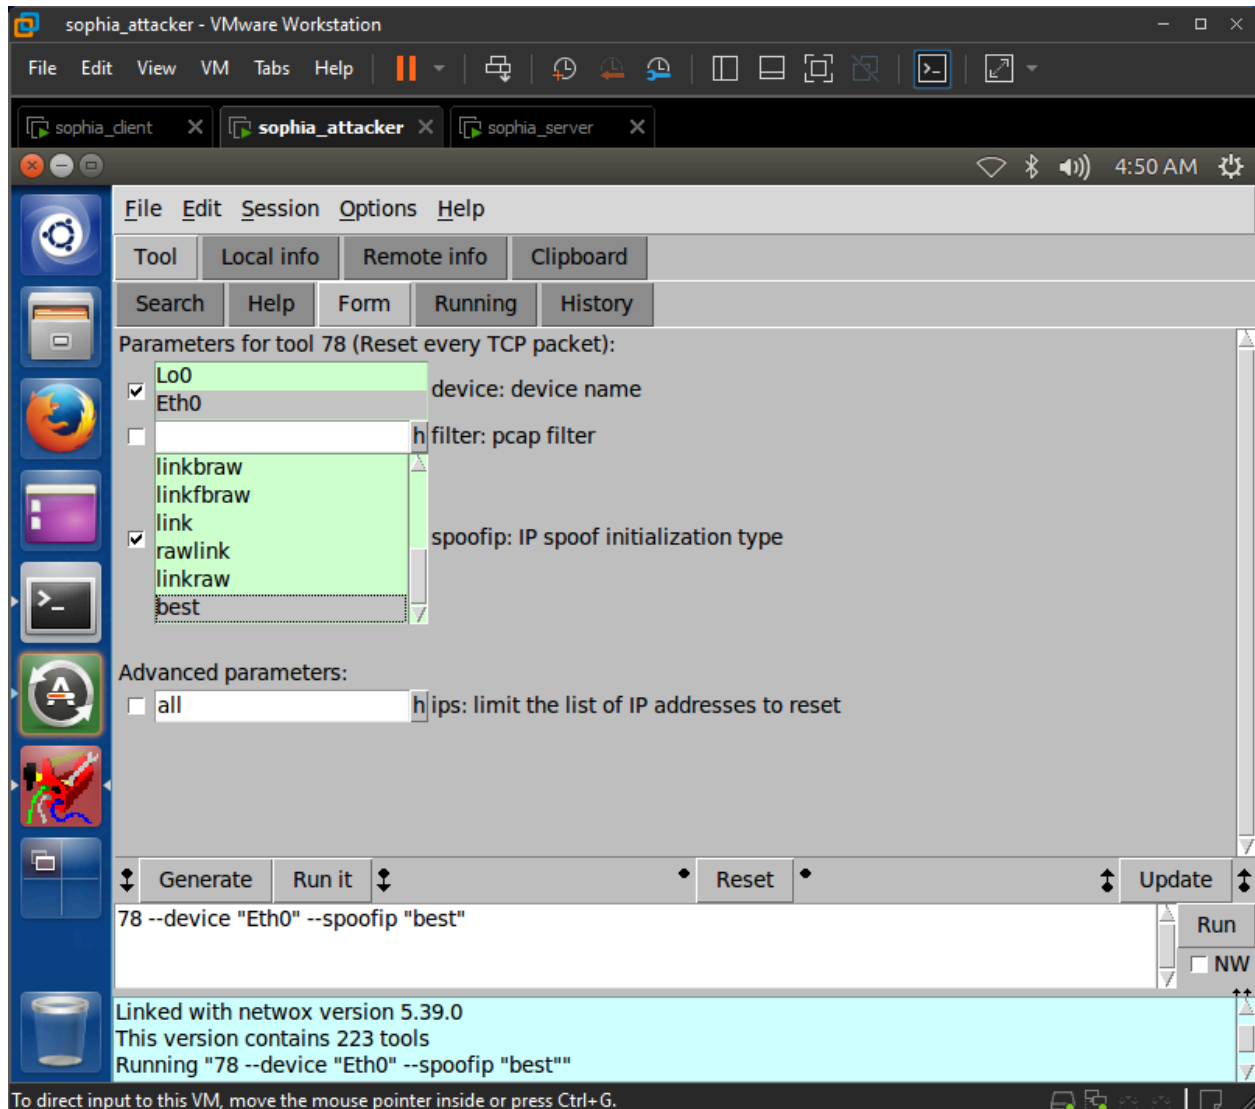 sophia_attacker - VMware Workstation
File Edit View VM Tabs Help
sophia_client sophia_attacker sophia_server
4:50 AM
File Edit Session Options Help
Tool Local info Remote info Clipboard
Search Help Form Running History
Parameters for tool 78 (Reset every TCP packet):
Lo0
Eth0
device: device name
h filter: pcap filter
linkbraw
linkfbraw
link
rawlink
linkraw
best
spoofip: IP spoof initialization type
Advanced parameters:
all h ips: limit the list of IP addresses to reset
Generate Run it Reset Update
78 --device "Eth0" --spoofip "best"
Run
NW
Linked with netwox version 5.39.0
This version contains 223 tools
Running "78 --device "Eth0" --spoofip "best""
To direct input to this VM, move the mouse pointer inside or press Ctrl+G.